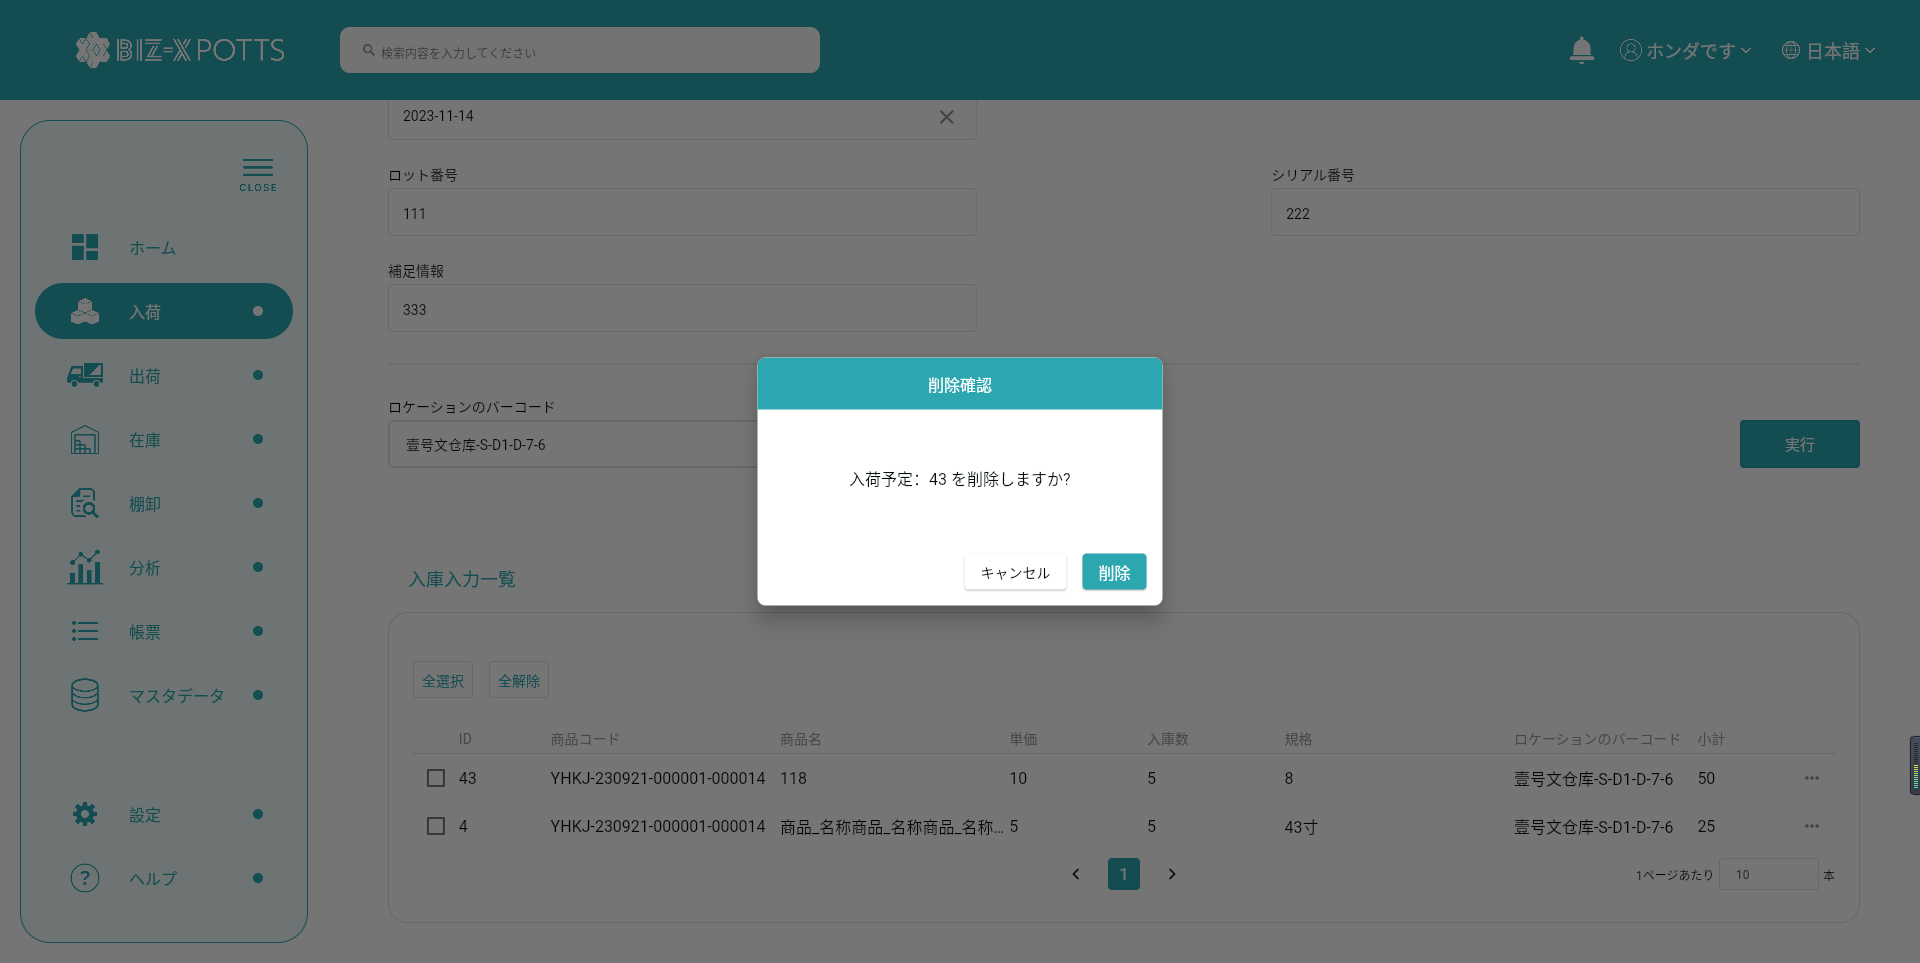 BIZ=X POTTS
検索内容を入力してください
ホンダです
日本語
CLOSE
ホーム
入荷
出荷
在庫
棚卸
分析
帳票
マスタデータ
設定
ヘルプ
2023-11-14
ロット番号
シリアル番号
111
222
補足情報
333
ロケーションのバーコード
壹号文仓库-S-D1-D-7-6
実行
削除確認
入荷予定：43 を削除しますか?
キャンセル
削除
入庫入力一覧
全選択
全解除
ID 商品コード 商品名 単価 入庫数 規格 ロケーションのバーコード 小計
43 YHKJ-230921-000001-000014 118 10 5 8 壹号文仓库-S-D1-D-7-6 50 ...
4 YHKJ-230921-000001-000014 商品_名称商品_名称商品_名称... 5 5 43寸 壹号文仓库-S-D1-D-7-6 25 ...
1
1ページあたり 10 本